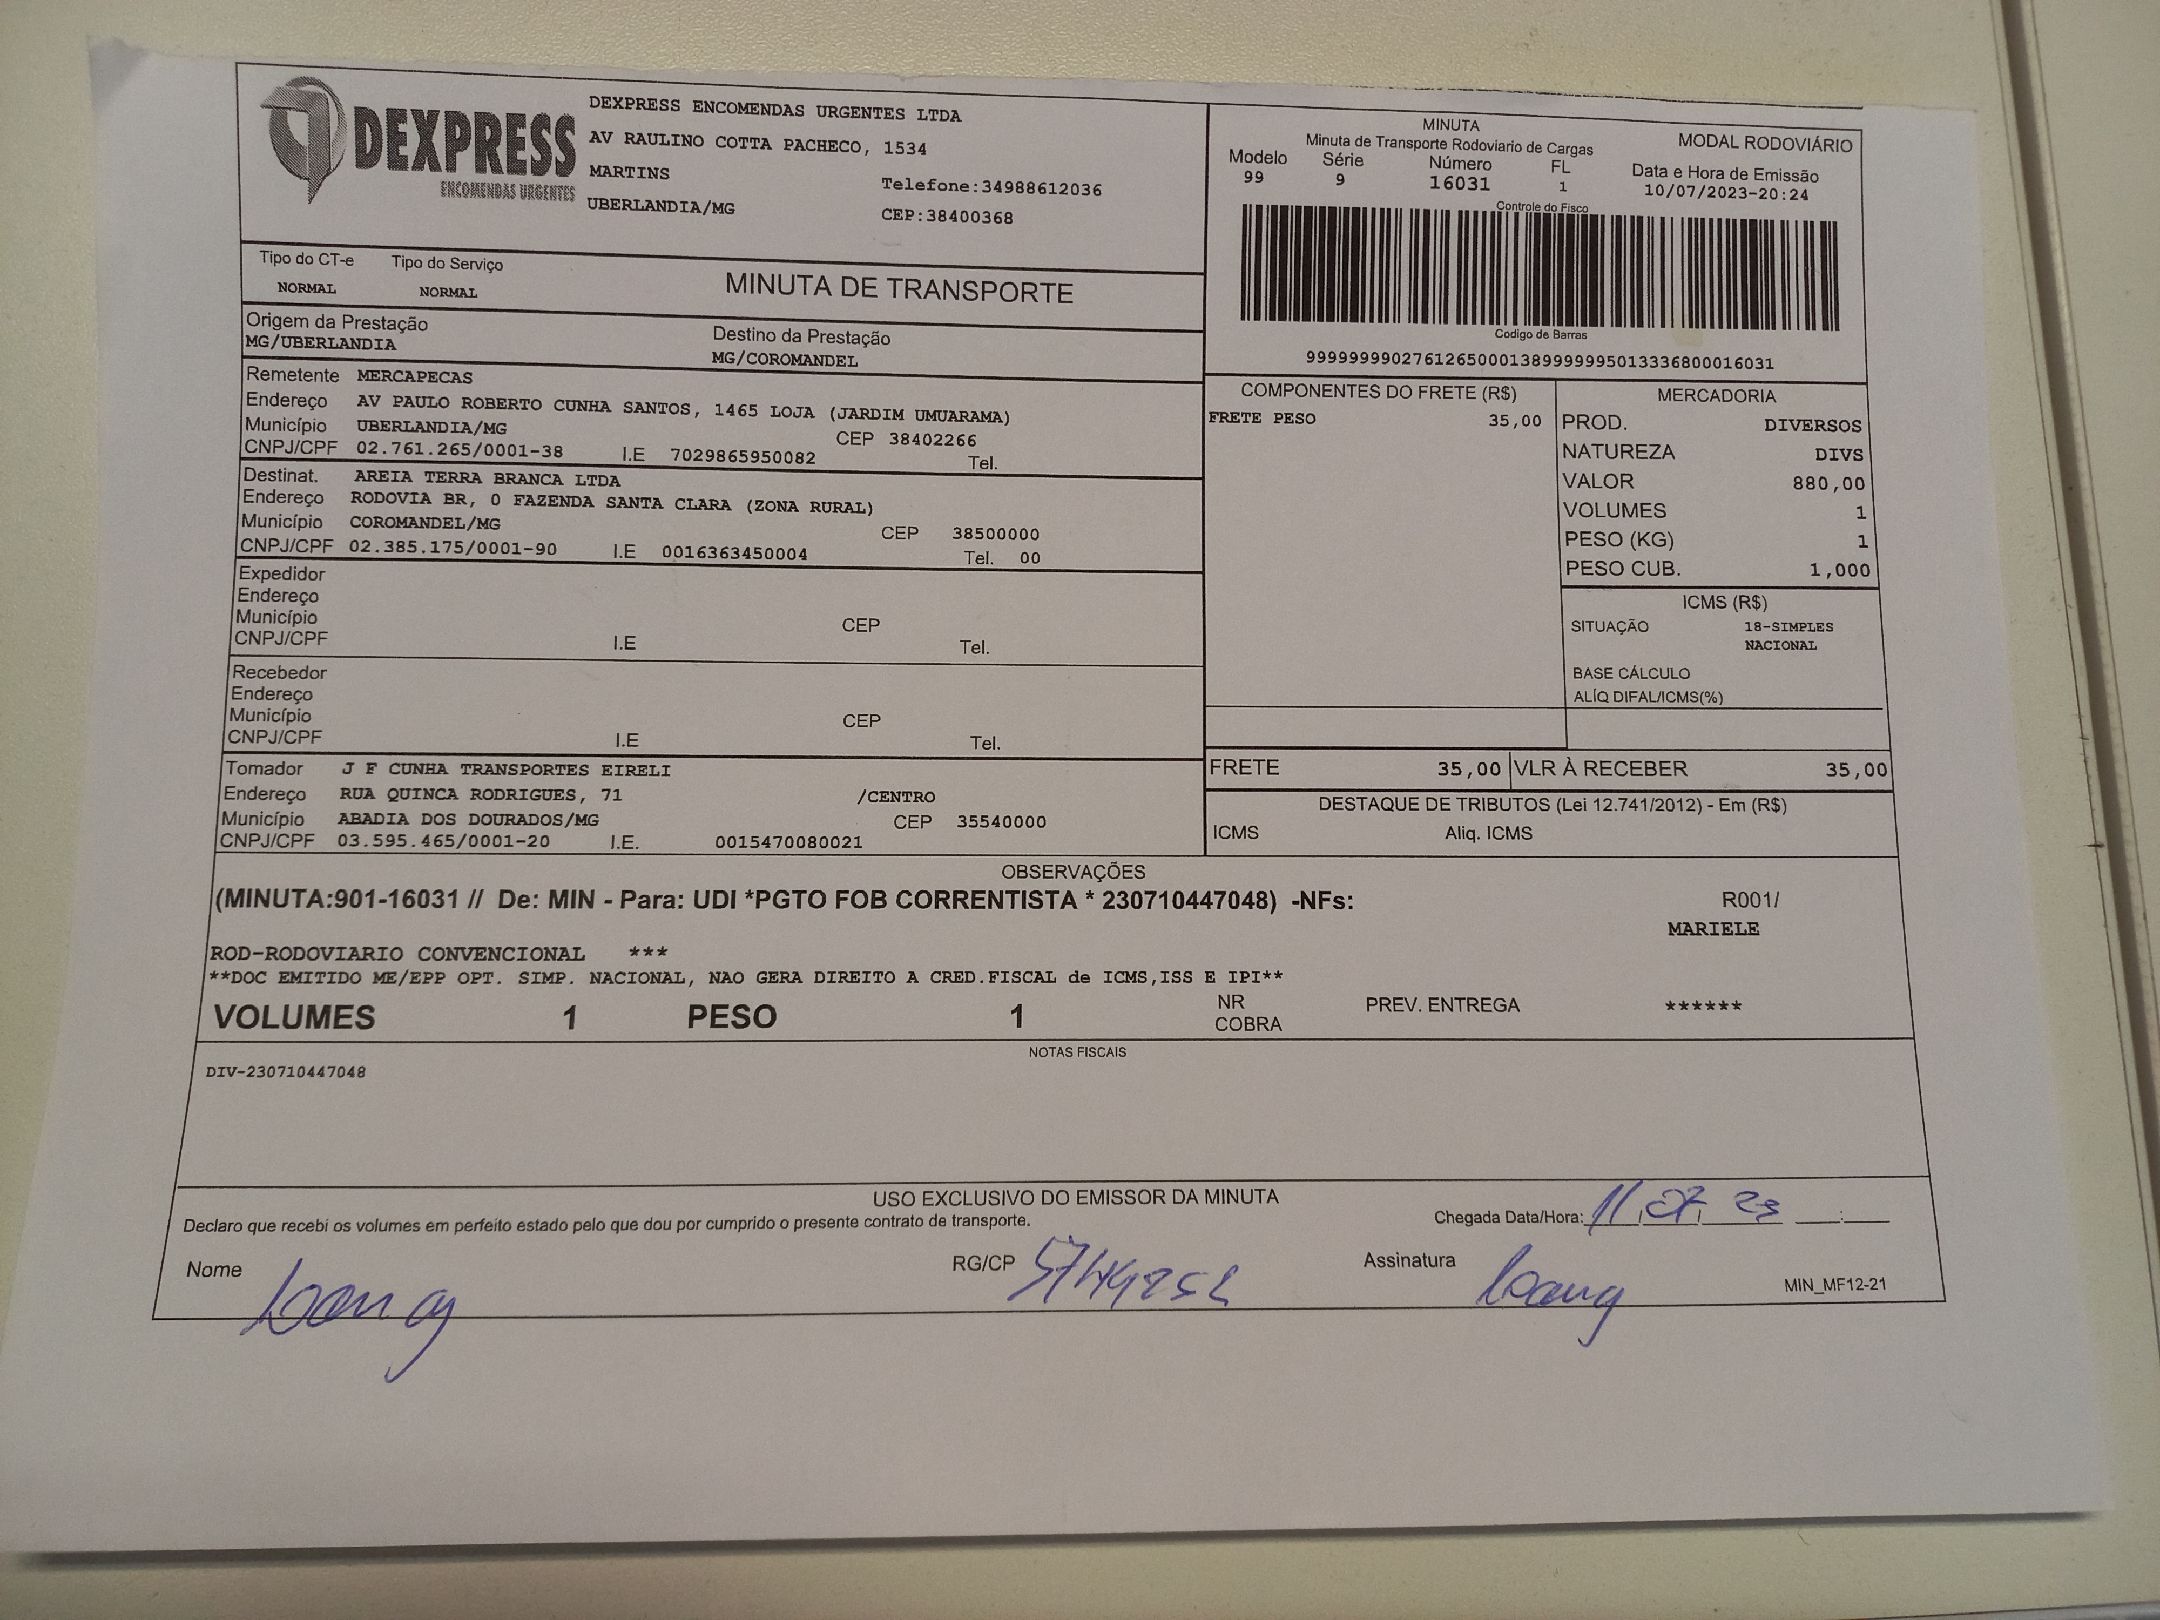 DEXPRESS
ENCOMENDAS URGENTES
DEXPRESS ENCOMENDAS URGENTES LTDA
AV RAULINO COTTA PACHECO, 1534
MARTINS
Telefone:34988612036
UBERLANDIA/MG
CEP:38400368
MINUTA
Minuta de Transporte Rodoviario de Cargas
MODAL RODOVIÁRIO
Modelo Série Número FL Data e Hora de Emissão
99 9 16031 1 10/07/2023-20:24
Controle do Fisco
Codigo de Barras
99999999027612650001389999999501333680001​6031
Tipo do CT-e Tipo do Serviço
NORMAL NORMAL
MINUTA DE TRANSPORTE
Origem da Prestação Destino da Prestação
MG/UBERLANDIA MG/COROMANDEL
Remetente MERCAPECAS
Endereço AV PAULO ROBERTO CUNHA SANTOS, 1465 LOJA (JARDIM UMUARAMA)
Município UBERLANDIA/MG CEP 38402266
CNPJ/CPF 02.761.265/0001-38 I.E 7029865950082 Tel.
Destinat. AREIA TERRA BRANCA LTDA
Endereço RODOVIA BR, 0 FAZENDA SANTA CLARA (ZONA RURAL)
Município COROMANDEL/MG CEP 38500000
CNPJ/CPF 02.385.175/0001-90 I.E 0016363450004 Tel. 00
Expedidor
Endereço
Município CEP
CNPJ/CPF I.E Tel.
Recebedor
Endereço
Município CEP
CNPJ/CPF I.E Tel.
Tomador J F CUNHA TRANSPORTES EIRELI
Endereço RUA QUINCA RODRIGUES, 71 /CENTRO
Município ABADIA DOS DOURADOS/MG CEP 35540000
CNPJ/CPF 03.595.465/0001-20 I.E. 0015470080021
COMPONENTES DO FRETE (R$)
FRETE PESO 35,00
MERCADORIA
PROD. DIVERSOS
NATUREZA DIVS
VALOR 880,00
VOLUMES 1
PESO (KG) 1
PESO CUB. 1,000
ICMS (R$)
SITUAÇÃO 18-SIMPLES
NACIONAL
BASE CÁLCULO
ALÍQ DIFAL/ICMS(%)
FRETE 35,00 VLR À RECEBER 35,00
DESTAQUE DE TRIBUTOS (Lei 12.741/2012) - Em (R$)
ICMS Aliq. ICMS
OBSERVAÇÕES
(MINUTA:901-16031 // De: MIN - Para: UDI *PGTO FOB CORRENTISTA * 230710447048) -NFs:
R001/
MARIELE
ROD-RODOVIARIO CONVENCIONAL ***
**DOC EMITIDO ME/EPP OPT. SIMP. NACIONAL, NAO GERA DIREITO A CRED.FISCAL de ICMS,ISS E IPI**
VOLUMES 1 PESO 1 NR COBRA PREV. ENTREGA ******
NOTAS FISCAIS
DIV-230710447048
USO EXCLUSIVO DO EMISSOR DA MINUTA
Declaro que recebi os volumes em perfeito estado pelo que dou por cumprido o presente contrato de transporte.
Chegada Data/Hora: 11 07 23
Nome
RG/CP
Assinatura
MIN_MF12-21